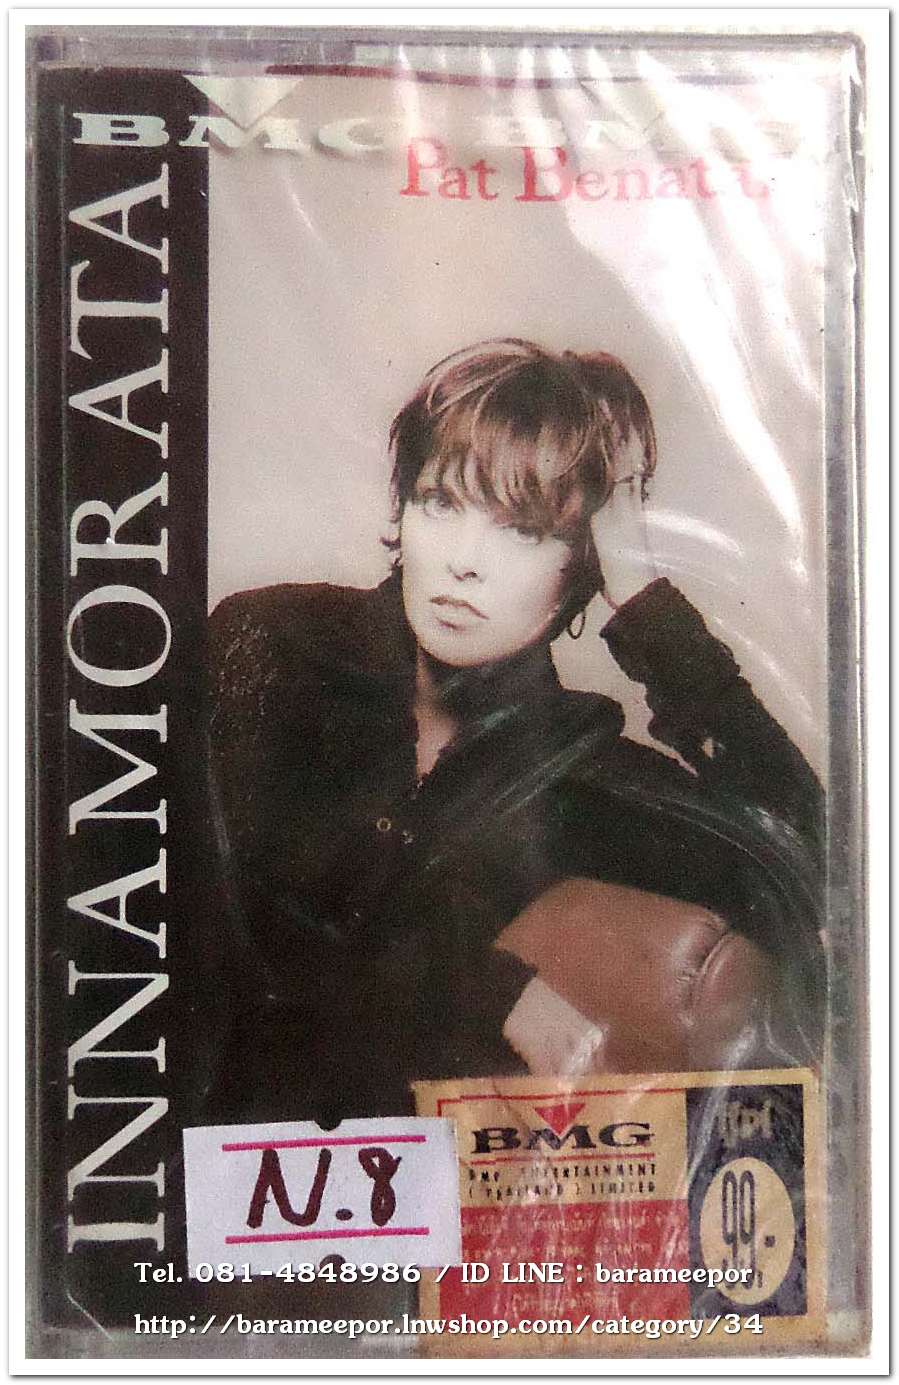 BMG BMG
Pat Benatar
INNAMORATA
BMG
BMG ENTERTAINMENT
( THAILAND ) LIMITED
99.-
N.8
Tel. 081-4848986 / ID LINE : barameepor
http://barameepor.lnwshop.com/category/34